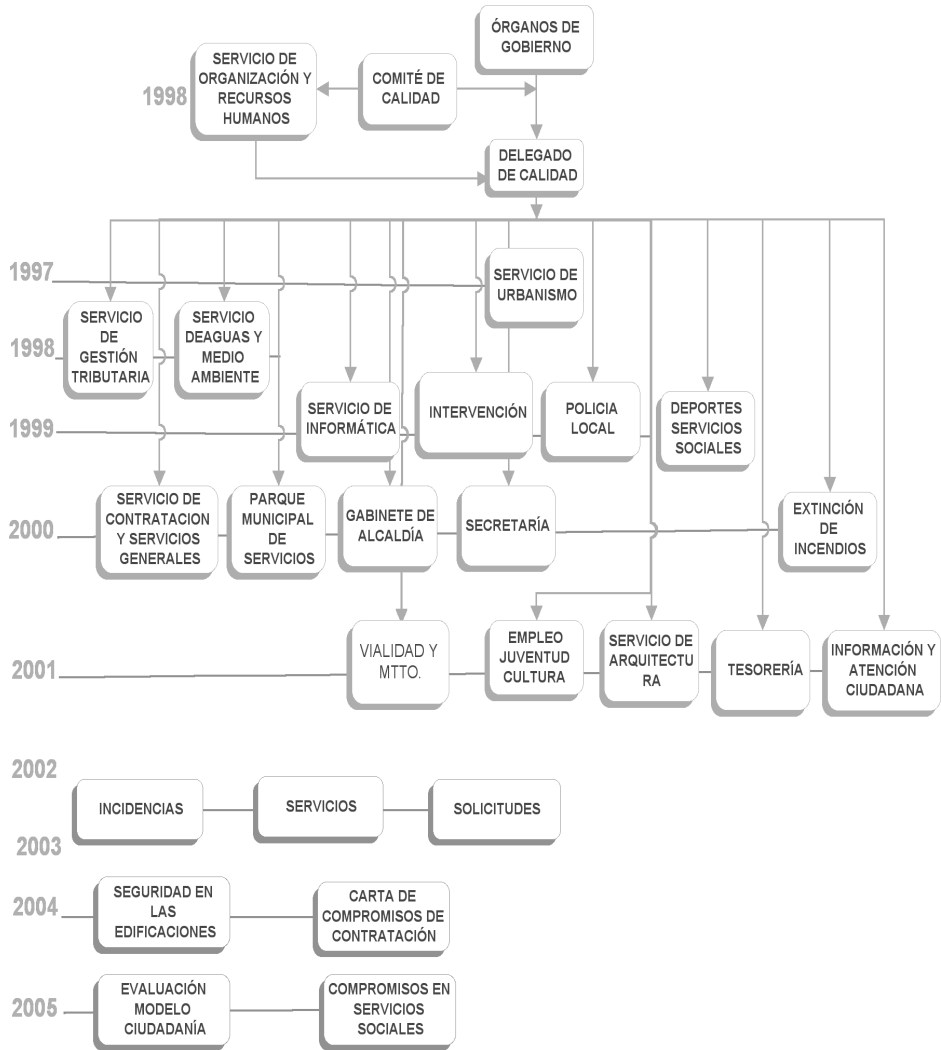 ÓRGANOS DE
GOBIERNO
SERVICIO DE
ORGANIZACIÓN Y
RECURSOS
HUMANOS
COMITÉ DE
CALIDAD
1998
DELEGADO
DE CALIDAD
1997
SERVICIO DE
URBANISMO
1998
SERVICIO
DE
GESTIÓN
TRIBUTARIA
SERVICIO
DEAGUAS Y
MEDIO
AMBIENTE
1999
SERVICIO DE
INFORMÁTICA
INTERVENCIÓN
POLICIA
LOCAL
DEPORTES
SERVICIOS
SOCIALES
2000
SERVICIO DE
CONTRATACION
Y SERVICIOS
GENERALES
PARQUE
MUNICIPAL
DE
SERVICIOS
GABINETE DE
ALCALDÍA
SECRETARÍA
EXTINCIÓN
DE
INCENDIOS
2001
VIALIDAD Y
MTTO.
EMPLEO
JUVENTUD
CULTURA
SERVICIO DE
ARQUITECTU
RA
TESORERÍA
INFORMACIÓN Y
ATENCIÓN
CIUDADANA
2002
INCIDENCIAS
SERVICIOS
SOLICITUDES
2003
2004
SEGURIDAD EN
LAS
EDIFICACIONES
CARTA DE
COMPROMISOS DE
CONTRATACIÓN
2005
EVALUACIÓN
MODELO
CIUDADANÍA
COMPROMISOS EN
SERVICIOS
SOCIALES